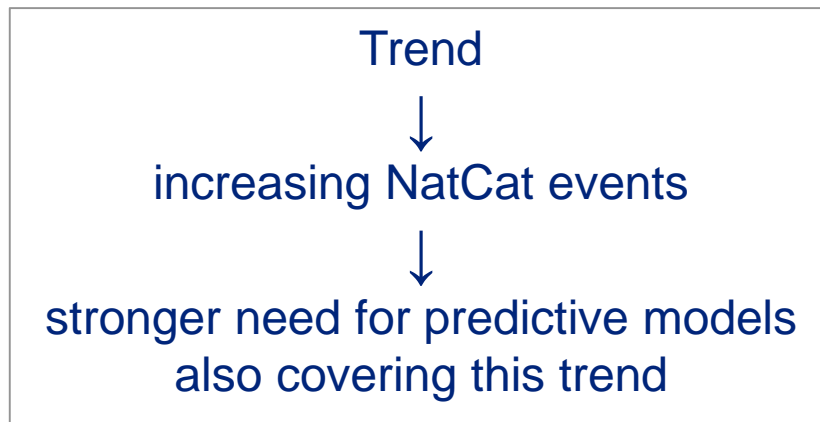 Trend
↓
increasing NatCat events
↓
stronger need for predictive models
also covering this trend